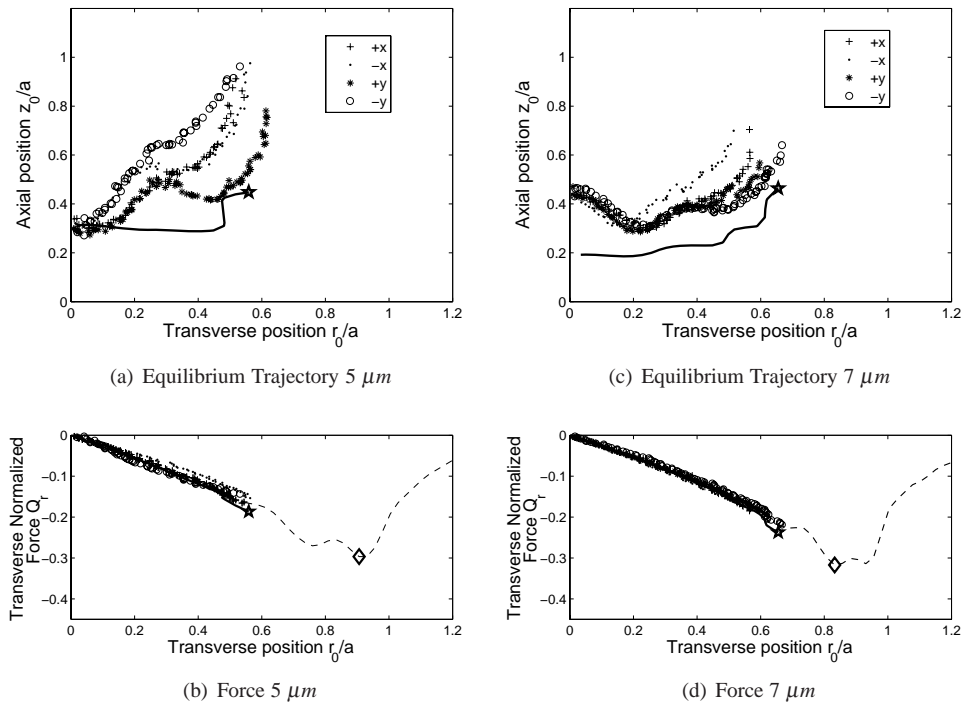 1
0.8
0.6
0.4
0.2
0
Axial position z₀/a
+x
−x
+y
−y
0 0.2 0.4 0.6 0.8 1 1.2
Transverse position r₀/a
(a) Equilibrium Trajectory 5 μm
1
0.8
0.6
0.4
0.2
0
Axial position z₀/a
+x
−x
+y
−y
0 0.2 0.4 0.6 0.8 1 1.2
Transverse position r₀/a
(c) Equilibrium Trajectory 7 μm
0
−0.1
−0.2
−0.3
−0.4
Transverse Normalized
Force Qᵣ
0 0.2 0.4 0.6 0.8 1 1.2
Transverse position r₀/a
(b) Force 5 μm
0
−0.1
−0.2
−0.3
−0.4
Transverse Normalized
Force Qᵣ
0 0.2 0.4 0.6 0.8 1 1.2
Transverse position r₀/a
(d) Force 7 μm